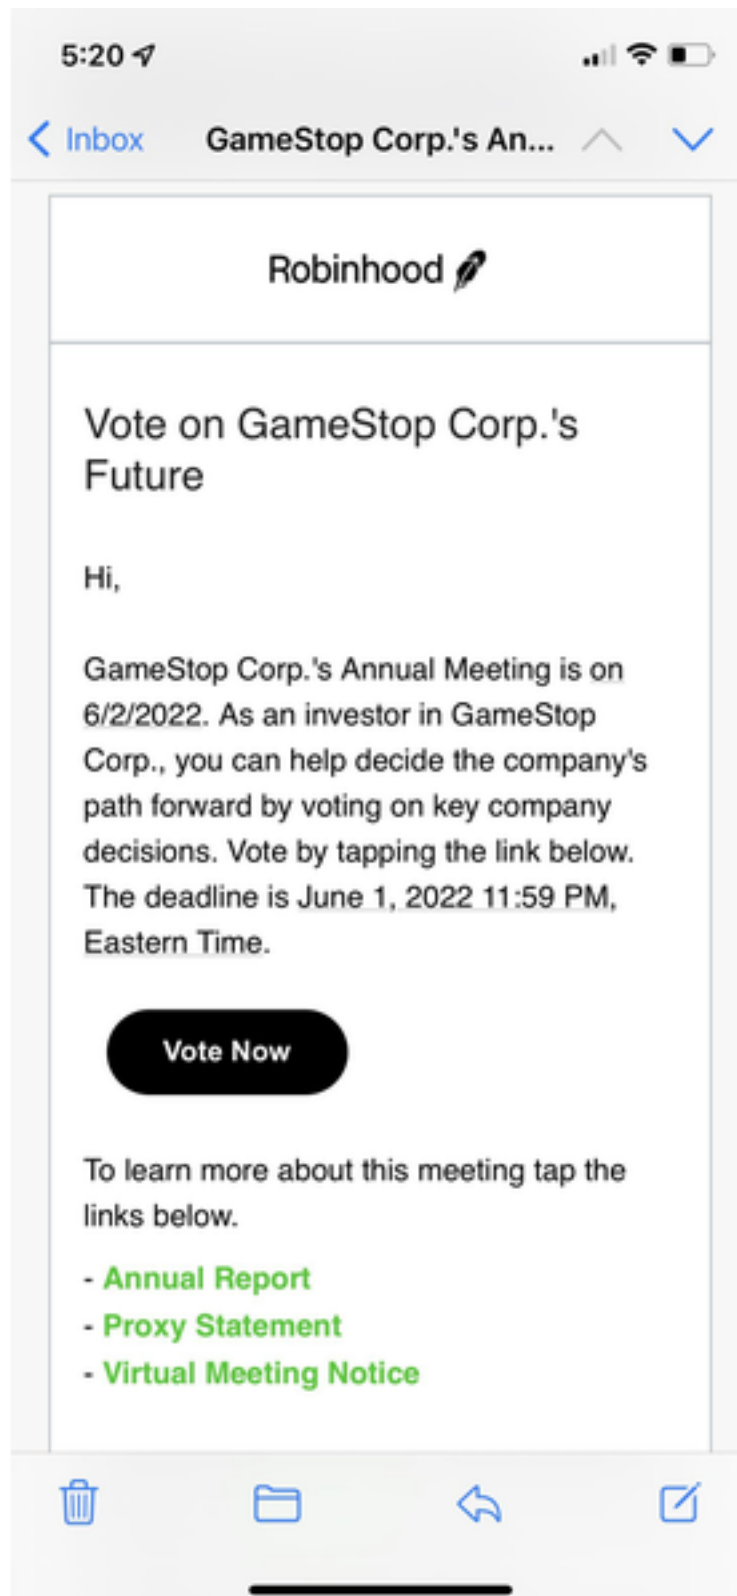 5:20
Inbox
GameStop Corp.'s An...
Robinhood
Vote on GameStop Corp.'s
Future
Hi,
GameStop Corp.'s Annual Meeting is on
6/2/2022. As an investor in GameStop
Corp., you can help decide the company's
path forward by voting on key company
decisions. Vote by tapping the link below.
The deadline is June 1, 2022 11:59 PM,
Eastern Time.
Vote Now
To learn more about this meeting tap the
links below.
- Annual Report
- Proxy Statement
- Virtual Meeting Notice